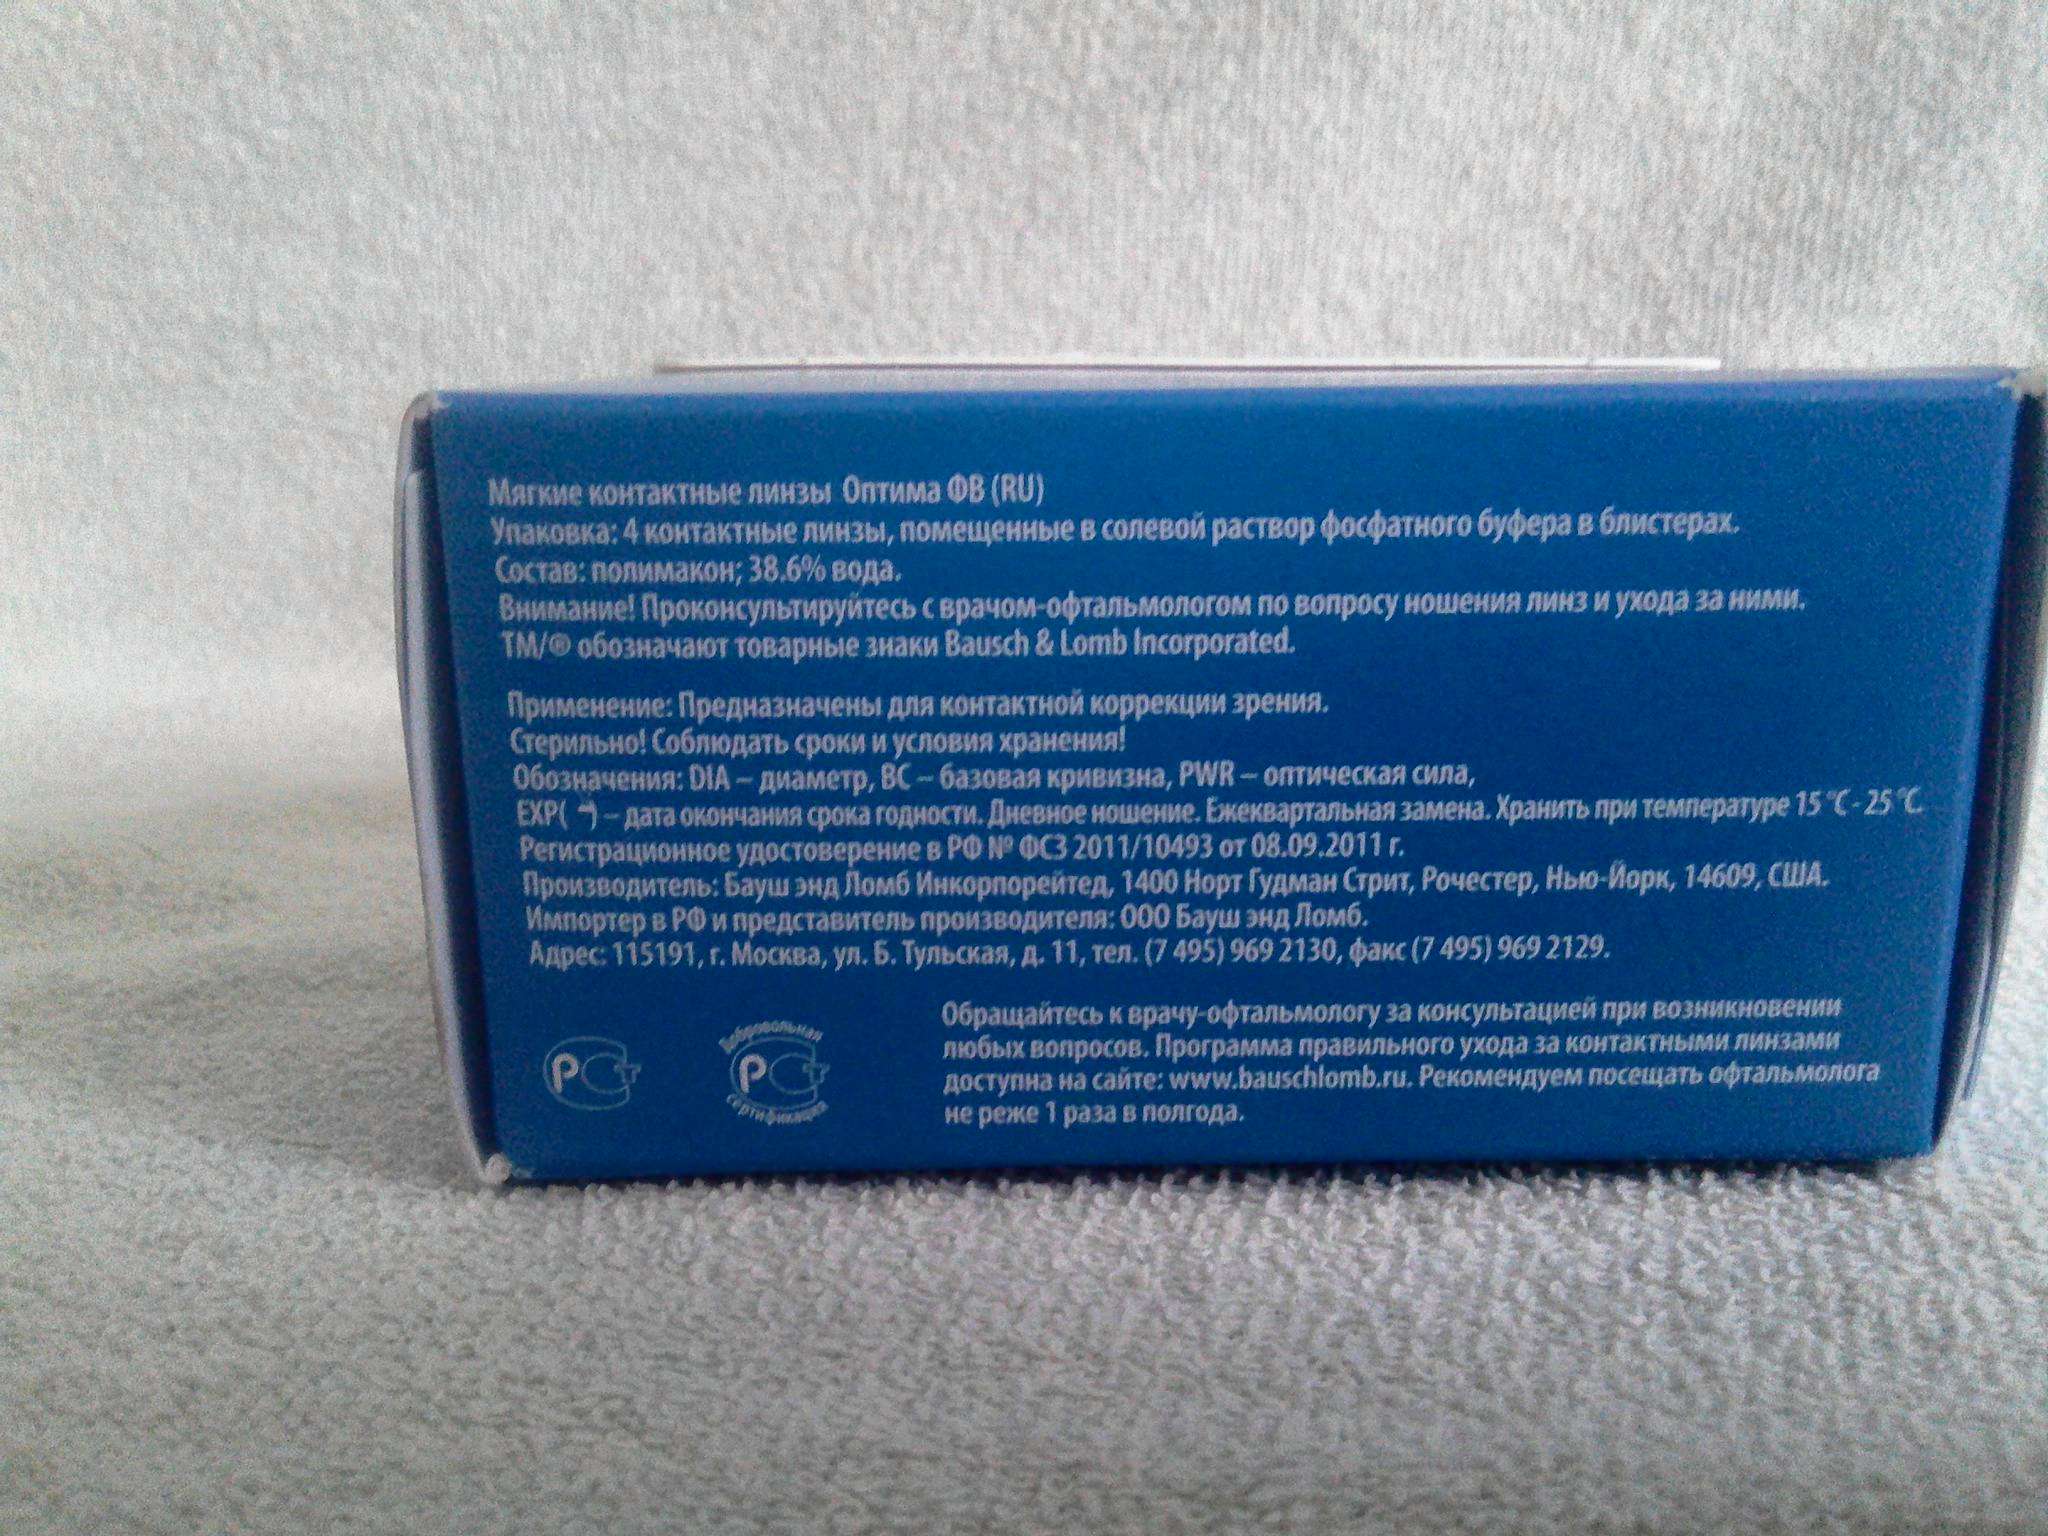 Мягкие контактные линзы Оптима ФВ (RU)
Упаковка: 4 контактные линзы, помещенные в солевой раствор фосфатного буфера в блистерах.
Состав: полимакон; 38.6% вода.
Внимание! Проконсультируйтесь с врачом-офтальмологом по вопросу ношения линз и ухода за ними.
TM/® обозначают товарные знаки Bausch & Lomb Incorporated.
Применение: Предназначены для контактной коррекции зрения.
Стерильно! Соблюдать сроки и условия хранения!
Обозначения: DIA – диаметр, BC – базовая кривизна, PWR – оптическая сила,
EXP( ) – дата окончания срока годности. Дневное ношение. Ежеквартальная замена. Хранить при температуре 15 °C - 25 °C.
Регистрационное удостоверение в РФ № ФСЗ 2011/10493 от 08.09.2011 г.
Производитель: Бауш энд Ломб Инкорпорейтед, 1400 Норт Гудман Стрит, Рочестер, Нью-Йорк, 14609, США.
Импортер в РФ и представитель производителя: ООО Бауш энд Ломб.
Адрес: 115191, г. Москва, ул. Б. Тульская, д. 11, тел. (7 495) 969 2130, факс (7 495) 969 2129.
РСТ
Добровольная
РСТ
сертификация
Обращайтесь к врачу-офтальмологу за консультацией при возникновении
любых вопросов. Программа правильного ухода за контактными линзами
доступна на сайте: www.bauschlomb.ru. Рекомендуем посещать офтальмолога
не реже 1 раза в полгода.